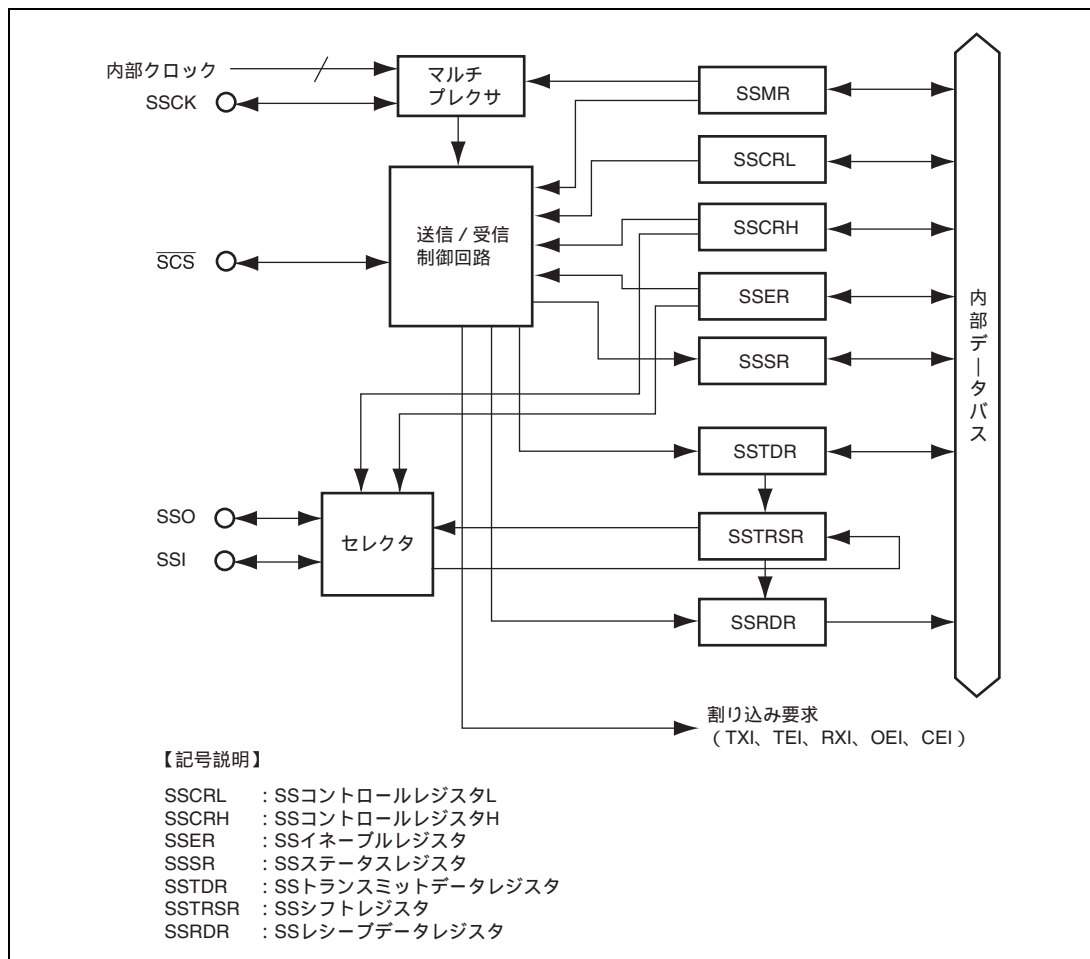 内部クロック
SSCK
マルチ
プレクサ
SSMR
SSCRL
SSCRH
送信 / 受信
制御回路
SCS
SSER
SSSR
内部データバス
SSTDR
SSO
SSI
セレクタ
SSTRSR
SSRDR
割り込み要求
( TXI、TEI、RXI、OEI、CEI )
【記号説明】
SSCRL : SSコントロールレジスタL
SSCRH : SSコントロールレジスタH
SSER : SSイネーブルレジスタ
SSSR : SSステータスレジスタ
SSTDR : SSトランスミットデータレジスタ
SSTRSR : SSシフトレジスタ
SSRDR : SSレシーブデータレジスタ